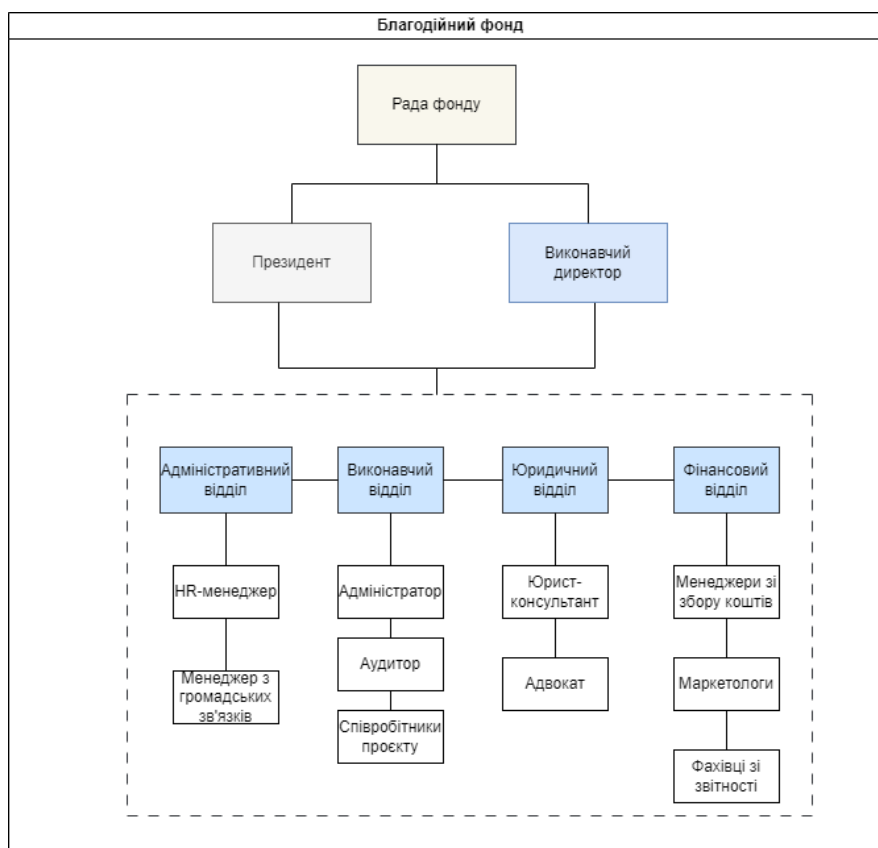 Благодійний фонд
Рада фонду
Президент
Виконавчий
директор
Адміністративний
відділ
Виконавчий
відділ
Юридичний
відділ
Фінансовий
відділ
HR-менеджер
Адміністратор
Юрист-
консультант
Менеджери зі
збору коштів
Менеджер з
громадських
зв'язків
Аудитор
Адвокат
Маркетологи
Співробітники
проєкту
Фахівці зі
звітності